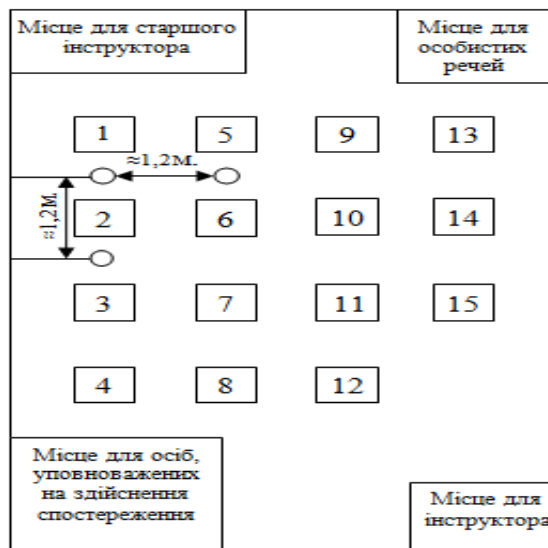 Місце для старшого
інструктора
Місце для
особистих
речей
1 5 9 13
≈1,2м.
≈1,2м.
2 6 10 14
3 7 11 15
4 8 12
Місце для осіб,
уповноважених
на здійснення
спостереження
Місце для
інструктора